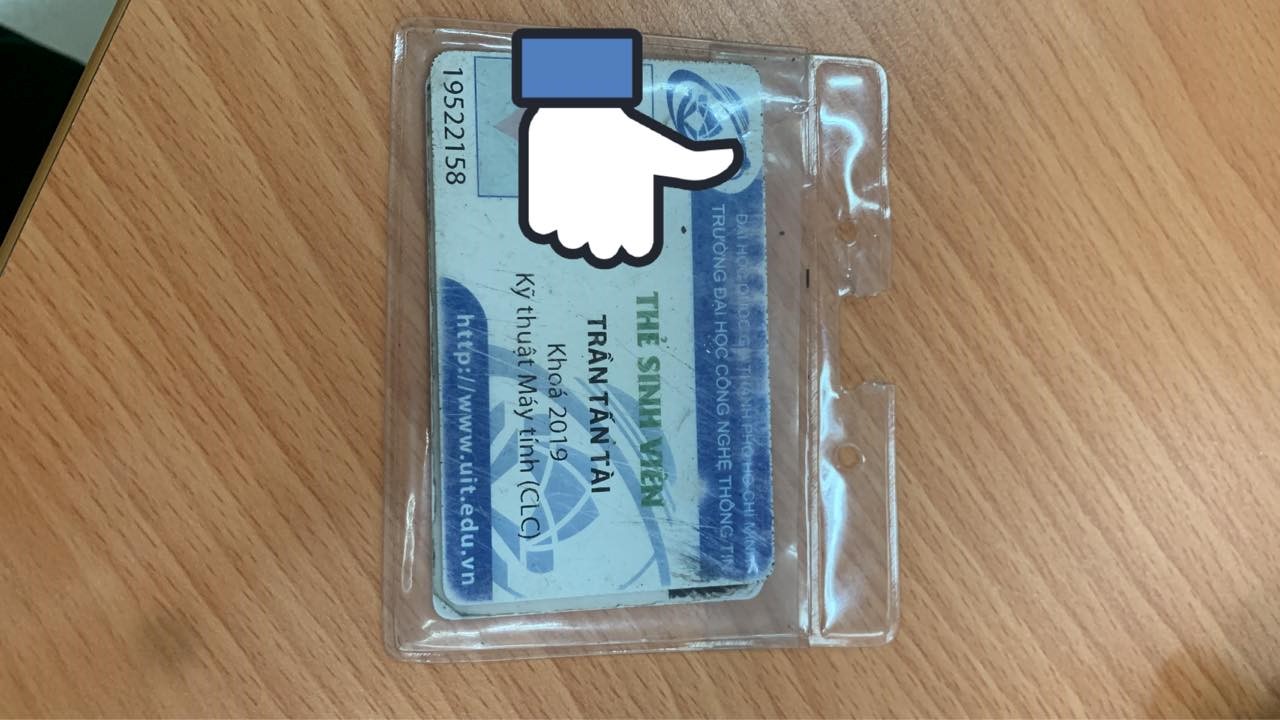 ĐẠI HỌC QUỐC GIA THÀNH PHỐ HỒ CHÍ MINH
TRƯỜNG ĐẠI HỌC CÔNG NGHỆ THÔNG TIN
THẺ SINH VIÊN
TRẦN TẤN TÀI
Khoá 2019
Kỹ thuật Máy tính (CLC)
19522158
http://www.uit.edu.vn